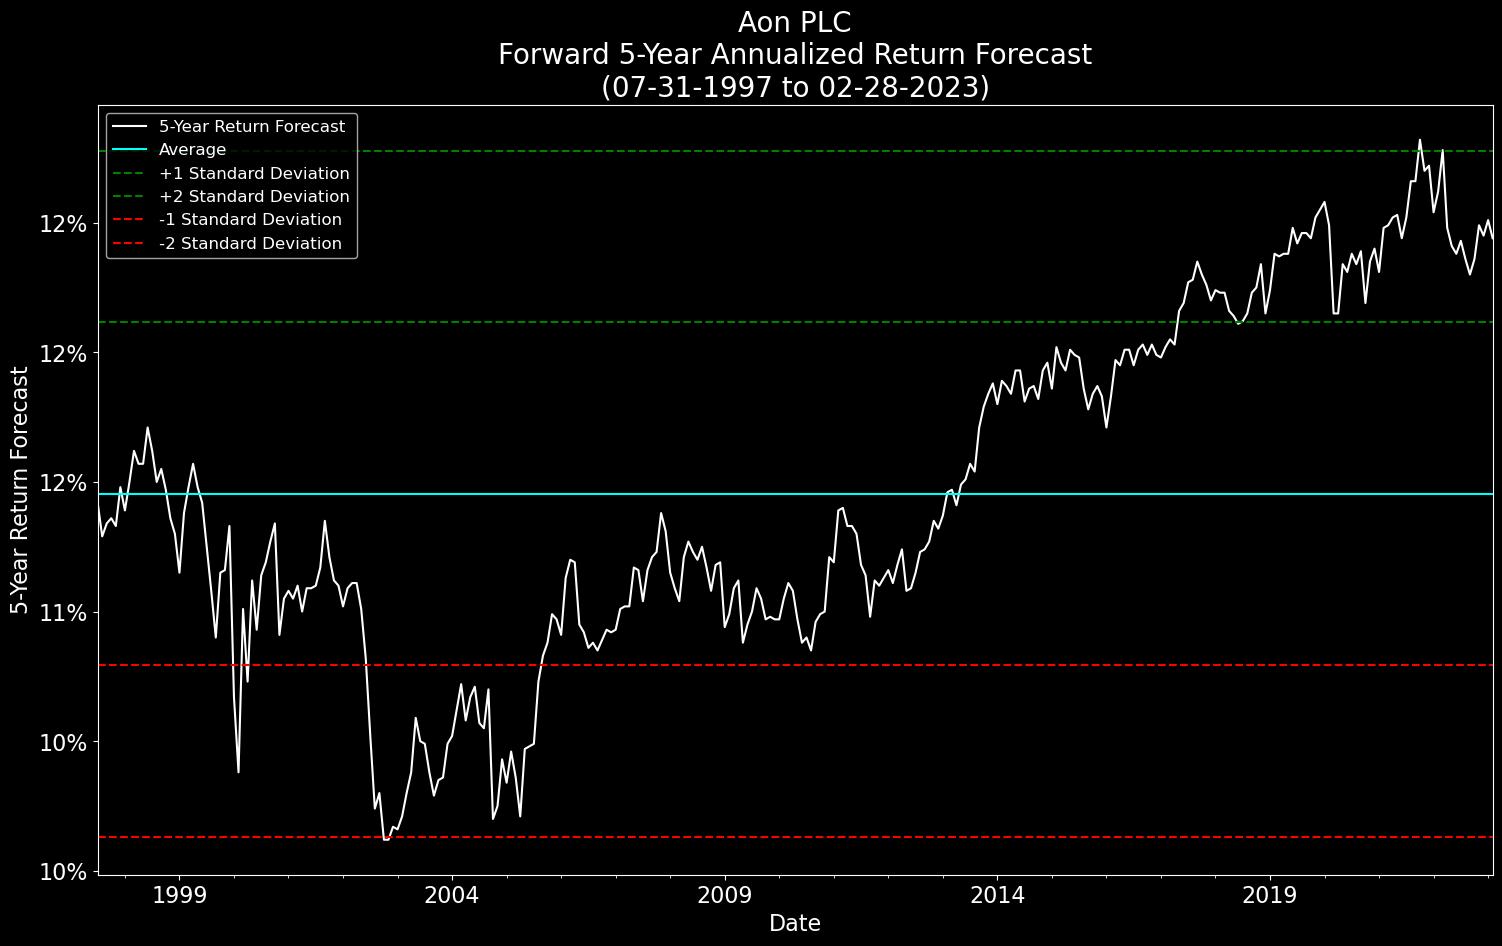 Aon PLC
Forward 5-Year Annualized Return Forecast
(07-31-1997 to 02-28-2023)
5-Year Return Forecast
Average
+1 Standard Deviation
+2 Standard Deviation
-1 Standard Deviation
-2 Standard Deviation
12%
12%
12%
11%
10%
10%
5-Year Return Forecast
1999
2004
2009
2014
2019
Date